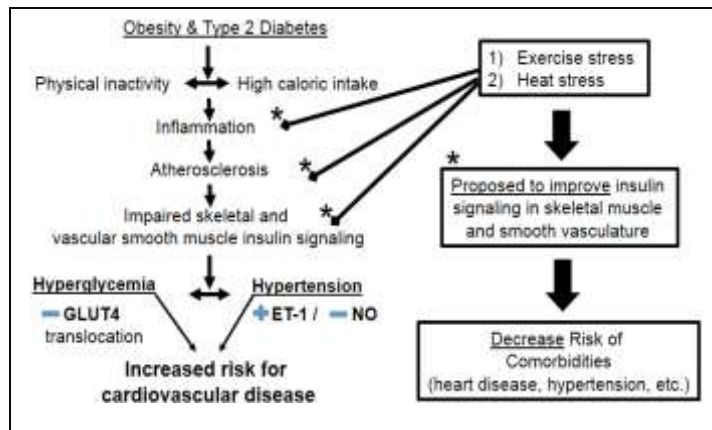 Obesity & Type 2 Diabetes
Physical inactivity
High caloric intake
Inflammation
*
Atherosclerosis
*
Impaired skeletal and
vascular smooth muscle insulin signaling
*
Hyperglycemia
− GLUT4
translocation
Hypertension
+ ET-1 / − NO
Increased risk for
cardiovascular disease
1) Exercise stress
2) Heat stress
*
Proposed to improve insulin
signaling in skeletal muscle
and smooth vasculature
Decrease Risk of
Comorbidities
(heart disease, hypertension, etc.)